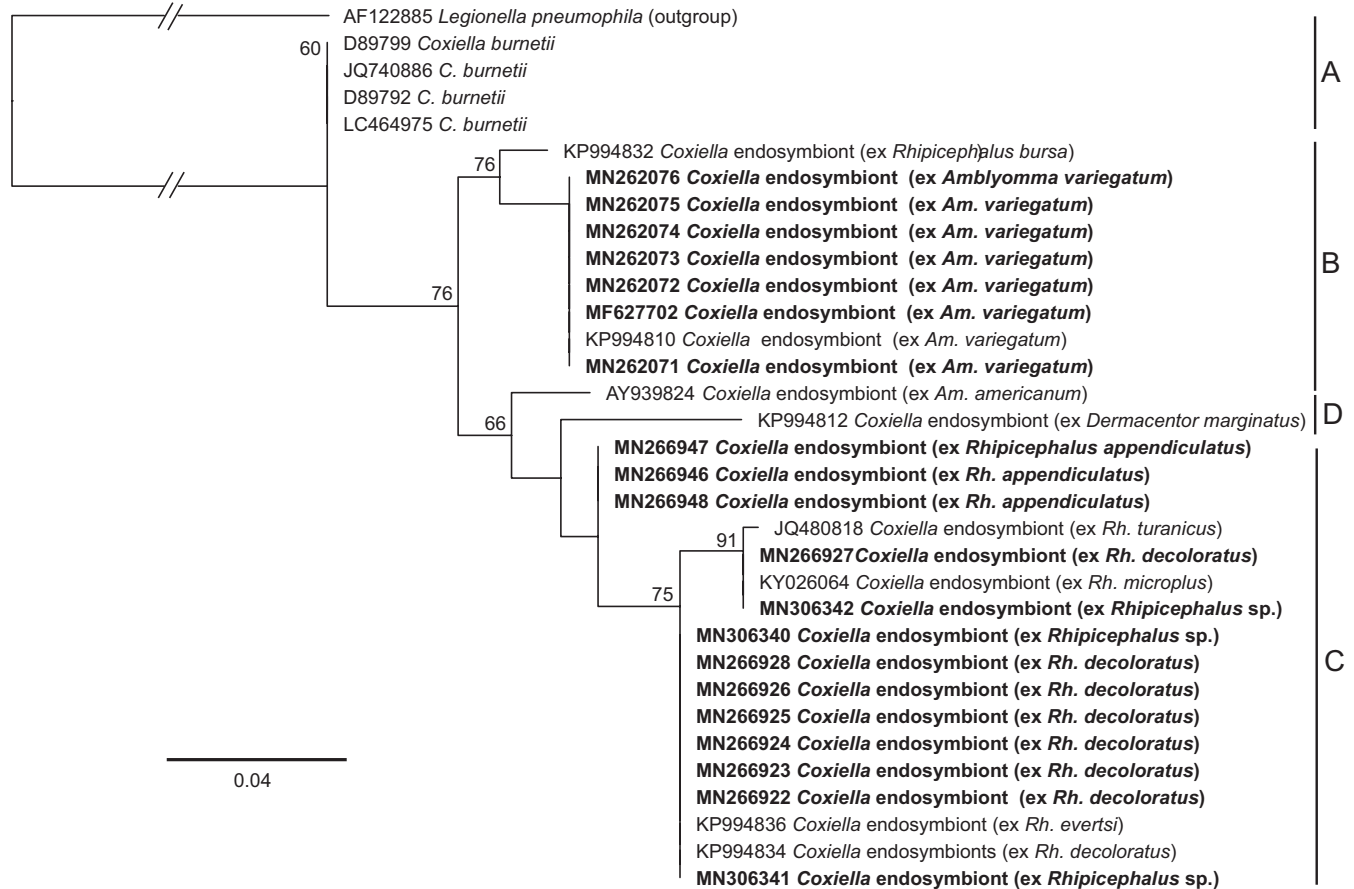 AF122885 Legionella pneumophila (outgroup)
60
D89799 Coxiella burnetii
JQ740886 C. burnetii
A
D89792 C. burnetii
LC464975 C. burnetii
KP994832 Coxiella endosymbiont (ex Rhipicephalus bursa)
76
MN262076 Coxiella endosymbiont (ex Amblyomma variegatum)
MN262075 Coxiella endosymbiont (ex Am. variegatum)
MN262074 Coxiella endosymbiont (ex Am. variegatum)
MN262073 Coxiella endosymbiont (ex Am. variegatum)
B
MN262072 Coxiella endosymbiont (ex Am. variegatum)
76
MF627702 Coxiella endosymbiont (ex Am. variegatum)
KP994810 Coxiella endosymbiont (ex Am. variegatum)
MN262071 Coxiella endosymbiont (ex Am. variegatum)
AY939824 Coxiella endosymbiont (ex Am. americanum)
D
66
KP994812 Coxiella endosymbiont (ex Dermacentor marginatus)
MN266947 Coxiella endosymbiont (ex Rhipicephalus appendiculatus)
MN266946 Coxiella endosymbiont (ex Rh. appendiculatus)
MN266948 Coxiella endosymbiont (ex Rh. appendiculatus)
JQ480818 Coxiella endosymbiont (ex Rh. turanicus)
91
MN266927Coxiella endosymbiont (ex Rh. decoloratus)
KY026064 Coxiella endosymbiont (ex Rh. microplus)
75
MN306342 Coxiella endosymbiont (ex Rhipicephalus sp.)
MN306340 Coxiella endosymbiont (ex Rhipicephalus sp.)
MN266928 Coxiella endosymbiont (ex Rh. decoloratus)
C
MN266926 Coxiella endosymbiont (ex Rh. decoloratus)
MN266925 Coxiella endosymbiont (ex Rh. decoloratus)
MN266924 Coxiella endosymbiont (ex Rh. decoloratus)
MN266923 Coxiella endosymbiont (ex Rh. decoloratus)
0.04
MN266922 Coxiella endosymbiont (ex Rh. decoloratus)
KP994836 Coxiella endosymbiont (ex Rh. evertsi)
KP994834 Coxiella endosymbionts (ex Rh. decoloratus)
MN306341 Coxiella endosymbiont (ex Rhipicephalus sp.)